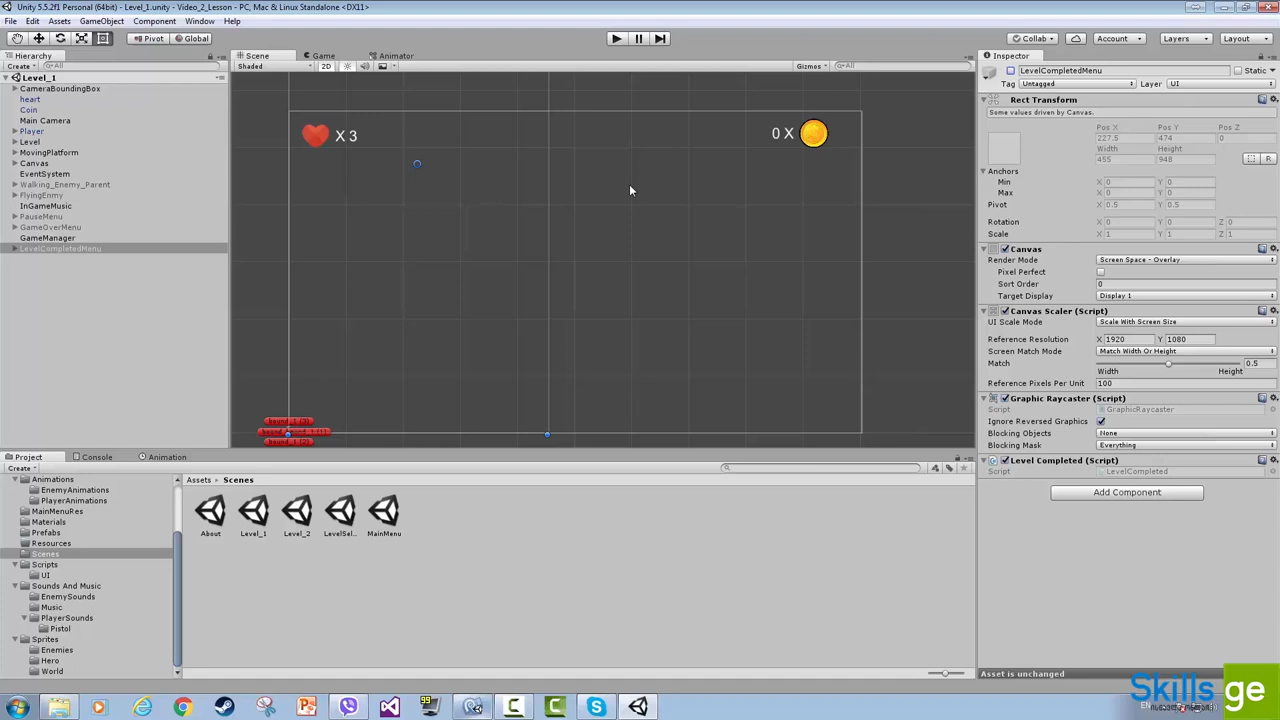 Unity 5.5.2f1 Personal (64bit) - Level_1.unity - Video_2_Lesson - PC, Mac & Linux Standalone <DX11>
File Edit Assets GameObject Component Window Help
Pivot Global
Collab Account Layers Layout
Hierarchy
Create All
Level_1
CameraBoundingBox
heart
Coin
Main Camera
Player
Level
MovingPlatform
Canvas
EventSystem
Walking_Enemy_Parent
FlyingEnmy
InGameMusic
PauseMenu
GameOverMenu
GameManager
LevelCompletedMenu
Scene Game Animator
Shaded 2D Gizmos All
X 3
0 X
bound_1 (3)
bound_1 (2)
Inspector
LevelCompletedMenu Static
Tag Untagged Layer UI
Rect Transform
Some values driven by Canvas.
Pos X Pos Y Pos Z
227.5 474 0
Width Height
455 948
R
Anchors
Min X 0 Y 0
Max X 0 Y 0
Pivot X 0.5 Y 0.5
Rotation X 0 Y 0 Z 0
Scale X 1 Y 1 Z 1
Canvas
Render Mode Screen Space - Overlay
Pixel Perfect
Sort Order 0
Target Display Display 1
Canvas Scaler (Script)
UI Scale Mode Scale With Screen Size
Reference Resolution X 1920 Y 1080
Screen Match Mode Match Width Or Height
Match 0.5
Width Height
Reference Pixels Per Unit 100
Graphic Raycaster (Script)
Script GraphicRaycaster
Ignore Reversed Graphics
Blocking Objects None
Blocking Mask Everything
Level Completed (Script)
Script LevelCompleted
Add Component
Project Console Animation
Create
Animations
EnemyAnimations
PlayerAnimations
MainMenuRes
Materials
Prefabs
Resources
Scenes
Scripts
UI
Sounds And Music
EnemySounds
Music
PlayerSounds
Pistol
Sprites
Enemies
Hero
World
Assets Scenes
About Level_1 Level_2 LevelSel... MainMenu
Asset is unchanged
Skills ge